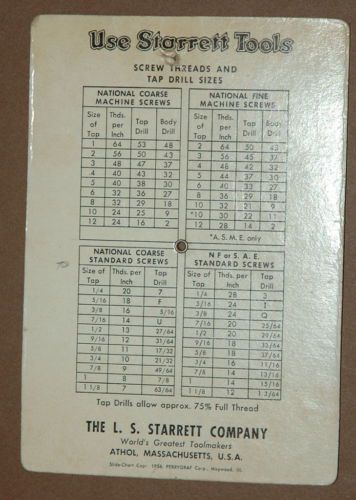 Use Starrett Tools
SCREW THREADS AND
TAP DRILL SIZES
NATIONAL COARSE
MACHINE SCREWS
Size of Tap Thds. per Inch Tap Drill Body Drill
1 64 53 48
2 56 50 43
3 48 47 37
4 40 43 32
5 40 38 30
6 32 36 27
8 32 29 18
10 24 25 9
12 24 16 2
NATIONAL FINE
MACHINE SCREWS
Size of Tap Thds. per Inch Tap Drill Body Drill
2 64 50 43
3 56 45 37
4 48 42 32
5 44 37 30
6 40 33 27
8 36 29 18
10 32 21 9
*10 30 22 11
12 28 14 2
*A.S.M.E. only
NATIONAL COARSE
STANDARD SCREWS
Size of Tap Thds. per Inch Tap Drill
1/4 20 7
5/16 18 F
3/8 16 5/16
7/16 14 U
1/2 13 27/64
9/16 12 31/64
5/8 11 17/32
3/4 10 21/32
7/8 9 49/64
1 8 7/8
1 1/8 7 63/64
N F or S. A. E.
STANDARD SCREWS
Size of Tap Thds. per Inch Tap Drill
1/4 28 3
5/16 24 I
3/8 24 Q
7/16 20 25/64
1/2 20 29/64
9/16 18 33/64
5/8 18 37/64
3/4 16 11/16
7/8 14 13/16
1 14 15/16
1 1/8 12 1 3/64
Tap Drills allow approx. 75% Full Thread
THE L. S. STARRETT COMPANY
World's Greatest Toolmakers
ATHOL, MASSACHUSETTS, U.S.A.
Slide-Chart Copr. 1956, PERRYGRAF Corp., Maywood, Ill.